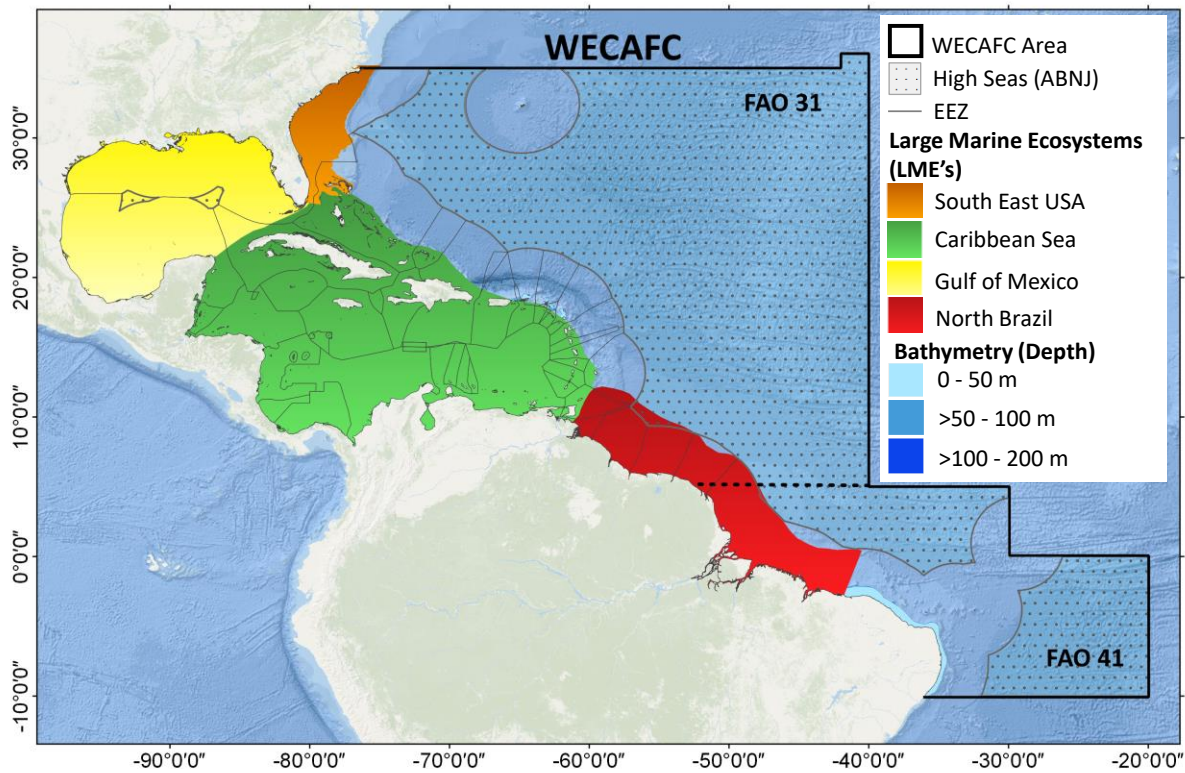 WECAFC
FAO 31
FAO 41
WECAFC Area
High Seas (ABNJ)
EEZ
Large Marine Ecosystems
(LME's)
South East USA
Caribbean Sea
Gulf of Mexico
North Brazil
Bathymetry (Depth)
0 - 50 m
>50 - 100 m
>100 - 200 m
30°0'0"
20°0'0"
10°0'0"
0°0'0"
-10°0'0"
-90°0'0" -80°0'0" -70°0'0" -60°0'0" -50°0'0" -40°0'0" -30°0'0" -20°0'0"